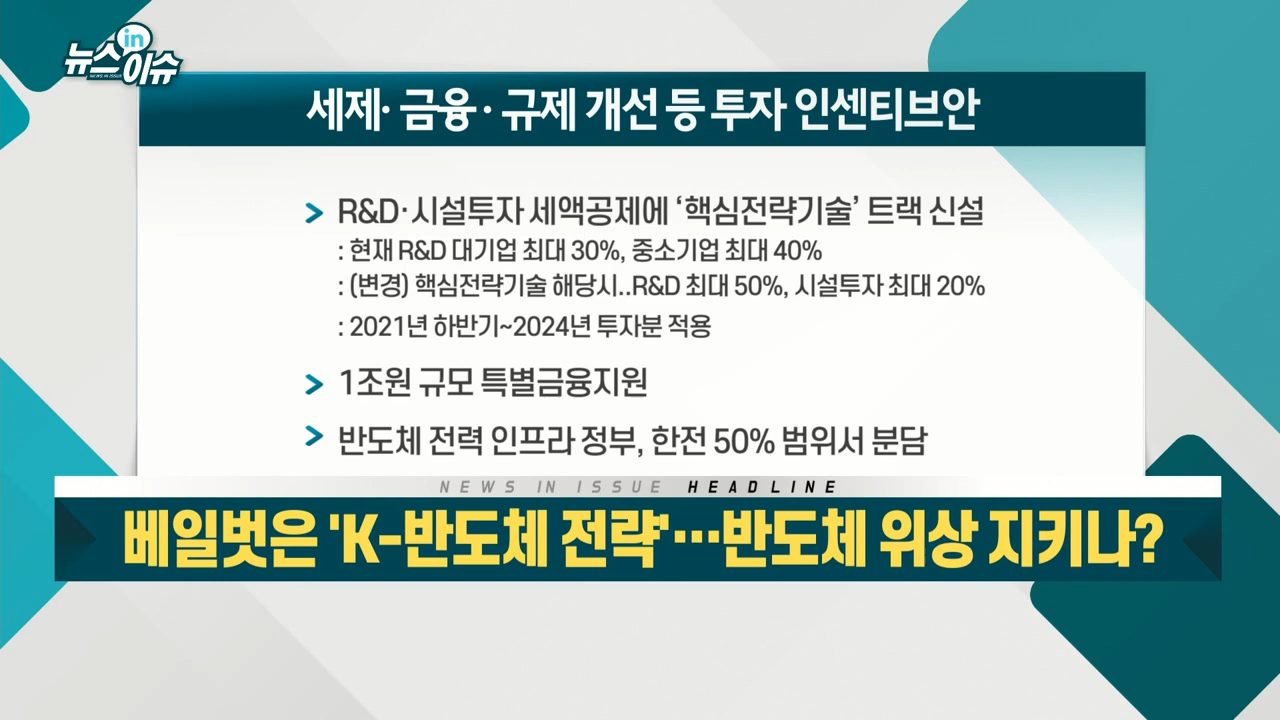 뉴스in이슈
NEWS IN ISSUE
세제· 금융· 규제 개선 등 투자 인센티브안
R&D·시설투자 세액공제에 ‘핵심전략기술’ 트랙 신설
: 현재 R&D 대기업 최대 30%, 중소기업 최대 40%
: (변경) 핵심전략기술 해당시..R&D 최대 50%, 시설투자 최대 20%
: 2021년 하반기~2024년 투자분 적용
1조원 규모 특별금융지원
반도체 전력 인프라 정부, 한전 50% 범위서 분담
NEWS IN ISSUE HEADLINE
베일벗은 'K-반도체 전략'…반도체 위상 지키나?